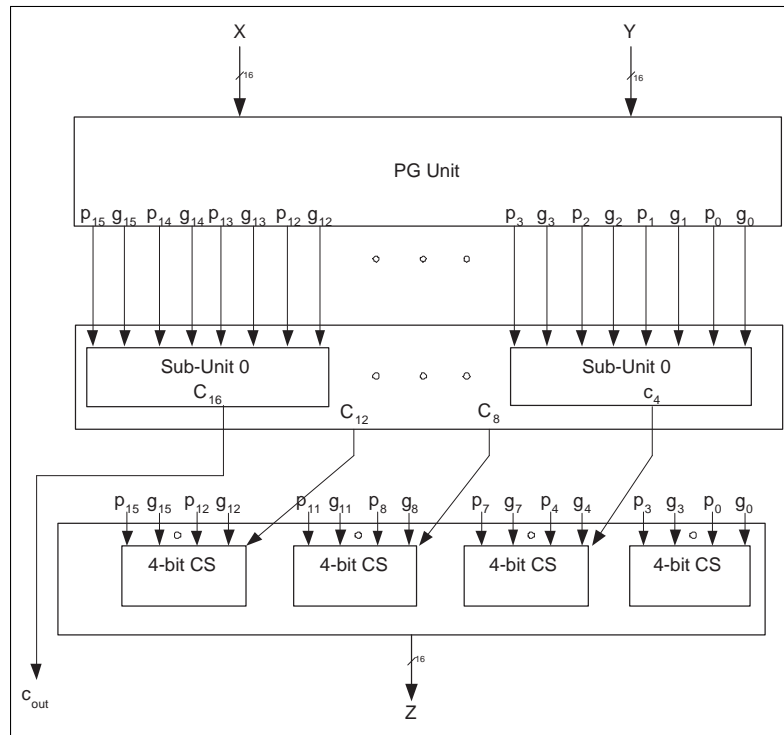 X Y
16 16
PG Unit
p15 g15 p14 g14 p13 g13 p12 g12 p3 g3 p2 g2 p1 g1 p0 g0
Sub-Unit 0 Sub-Unit 0
C16 c4
C12 C8
p15 g15 p12 g12 p11 g11 p8 g8 p7 g7 p4 g4 p3 g3 p0 g0
4-bit CS 4-bit CS 4-bit CS 4-bit CS
16
cout Z